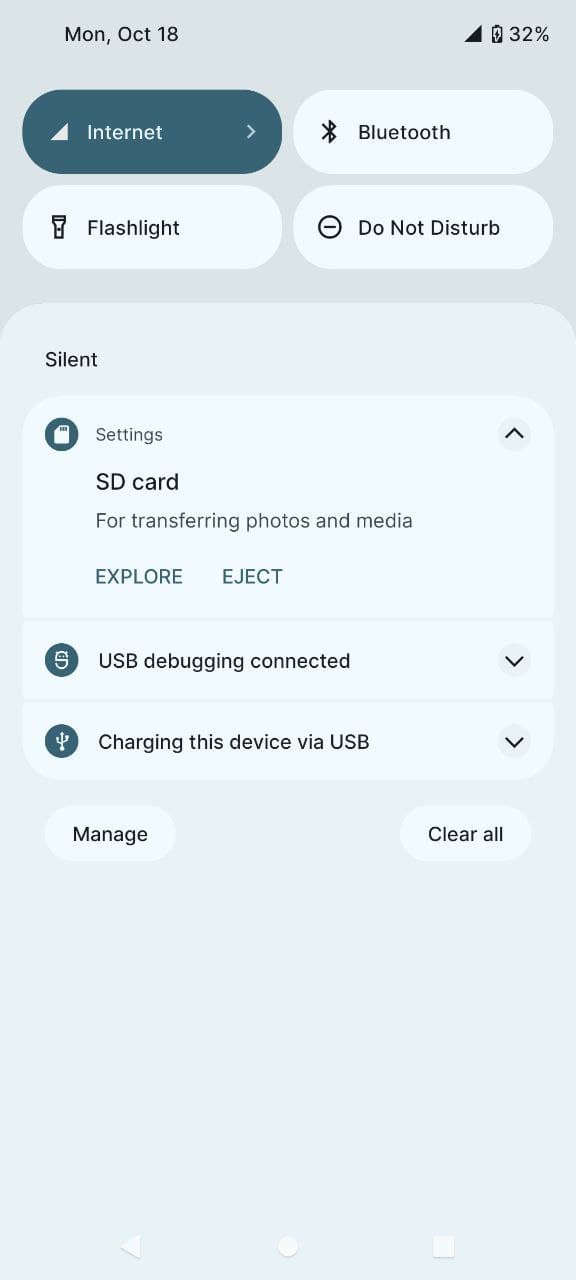 Mon, Oct 18
32%
Internet
Bluetooth
Flashlight
Do Not Disturb
Silent
Settings
SD card
For transferring photos and media
EXPLORE
EJECT
USB debugging connected
Charging this device via USB
Manage
Clear all